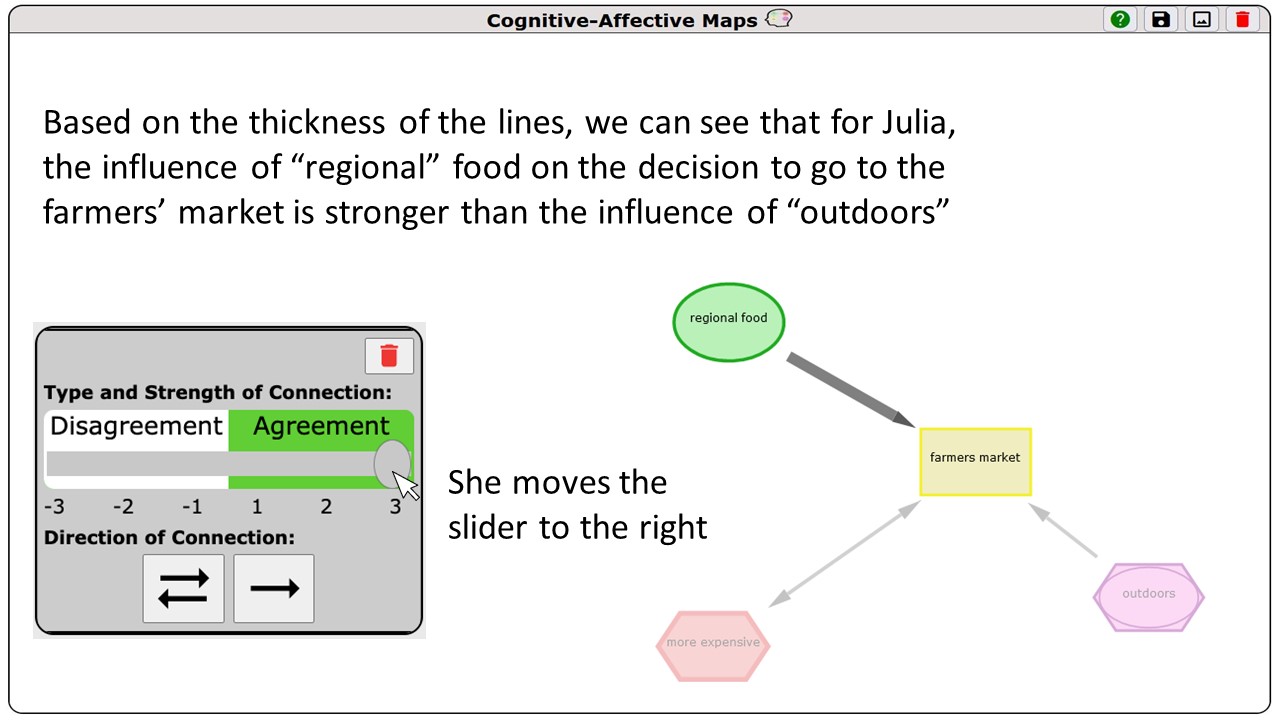 Cognitive-Affective Maps
Based on the thickness of the lines, we can see that for Julia,
the influence of “regional” food on the decision to go to the
farmers’ market is stronger than the influence of “outdoors”
regional food
Type and Strength of Connection:
Disagreement Agreement
-3 -2 -1 1 2 3
Direction of Connection:
She moves the
slider to the right
farmers market
outdoors
more expensive